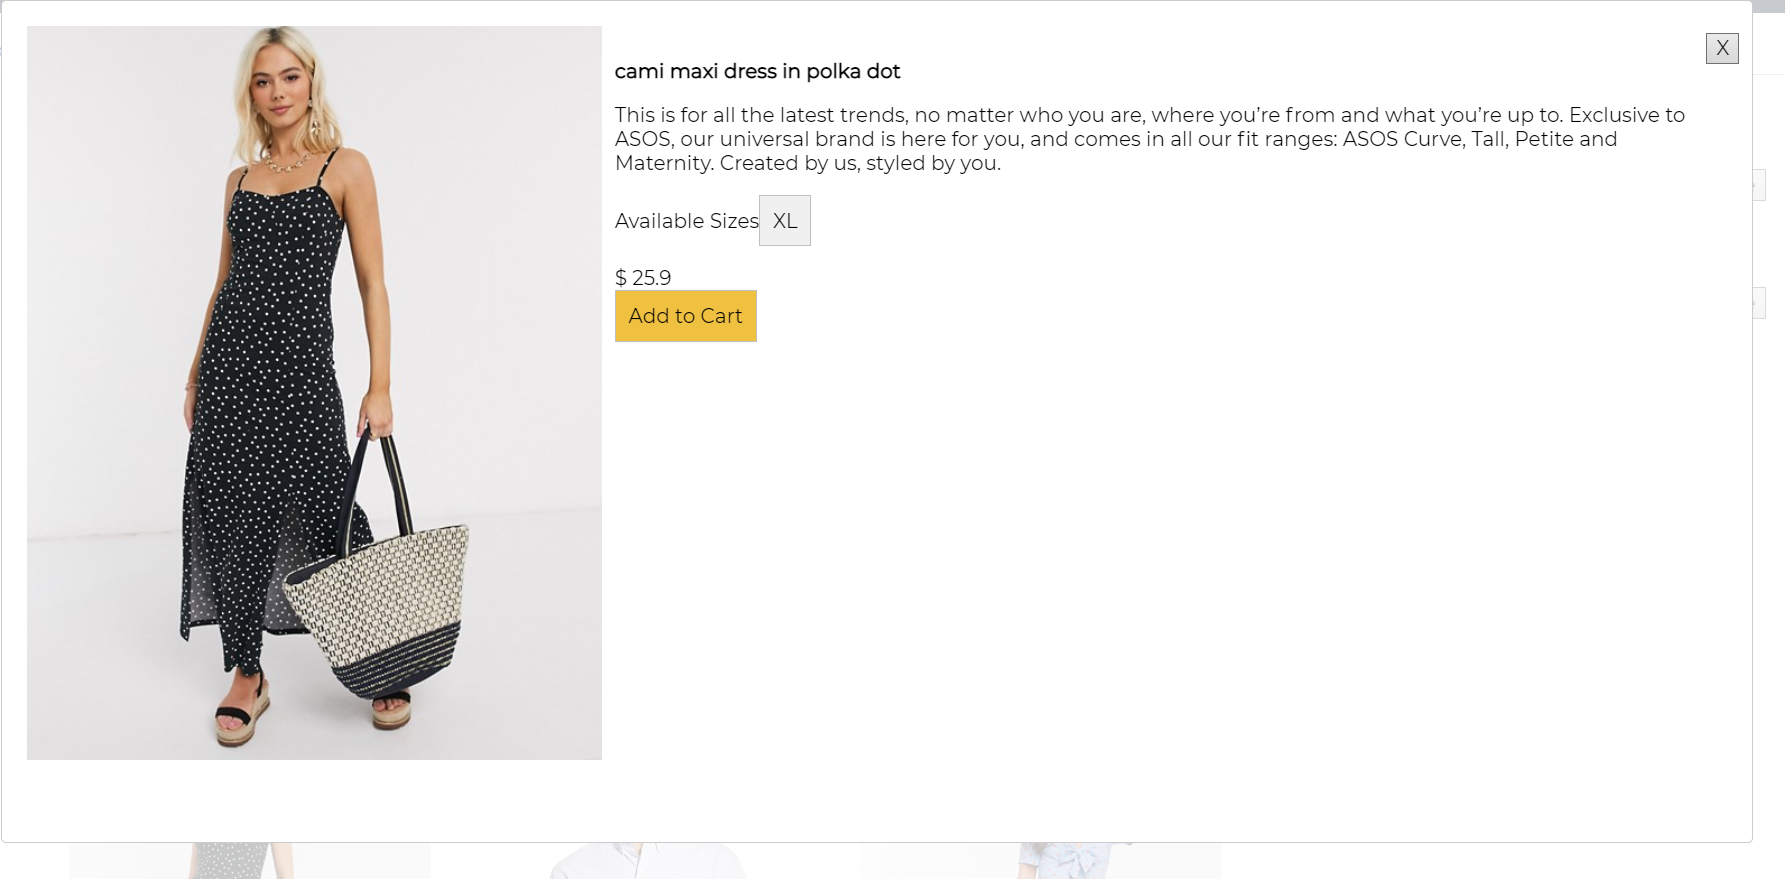 X
cami maxi dress in polka dot
This is for all the latest trends, no matter who you are, where you’re from and what you’re up to. Exclusive to
ASOS, our universal brand is here for you, and comes in all our fit ranges: ASOS Curve, Tall, Petite and
Maternity. Created by us, styled by you.
Available Sizes XL
$ 25.9
Add to Cart